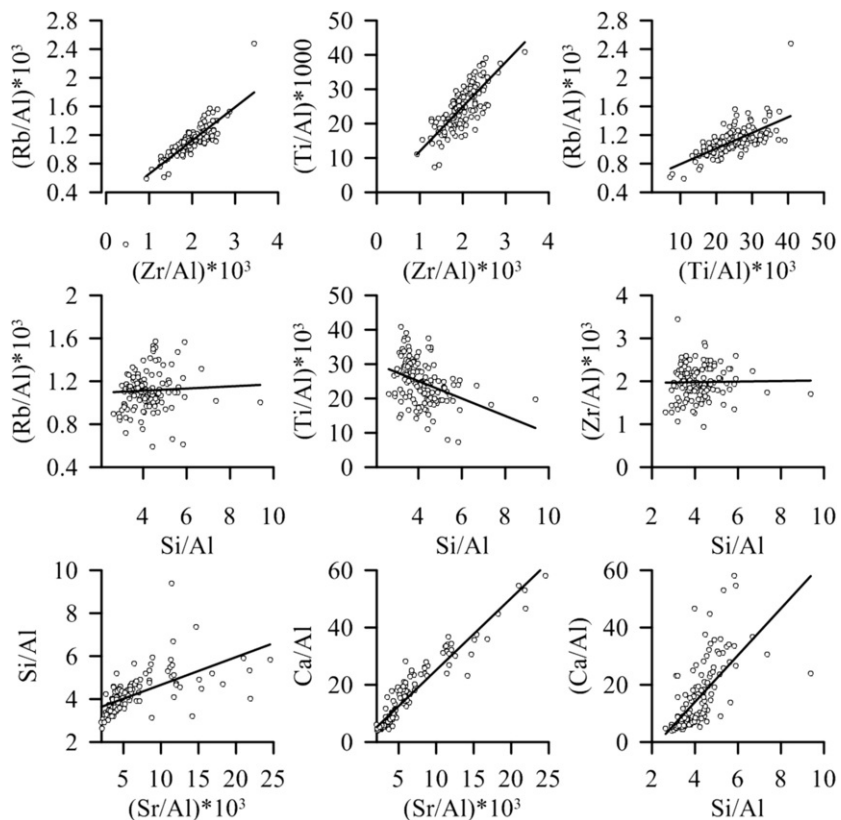 (Rb/Al)*10³
2.8
2.4
2.0
1.6
1.2
0.8
0.4
0 1 2 3 4
(Zr/Al)*10³
(Ti/Al)*1000
50
40
30
20
10
0
0 1 2 3 4
(Zr/Al)*10³
(Rb/Al)*10³
2.8
2.4
2.0
1.6
1.2
0.8
0.4
10 20 30 40 50
(Ti/Al)*10³
(Rb/Al)*10³
2
1.6
1.2
0.8
0.4
4 6 8 10
Si/Al
(Ti/Al)*10³
50
40
30
20
10
0
4 6 8 10
Si/Al
(Zr/Al)*10³
4
3
2
1
0
2 4 6 8 10
Si/Al
Si/Al
10
8
6
4
2
5 10 15 20 25
(Sr/Al)*10³
Ca/Al
60
40
20
0
5 10 15 20 25
(Sr/Al)*10³
(Ca/Al)
60
40
20
0
2 4 6 8 10
Si/Al